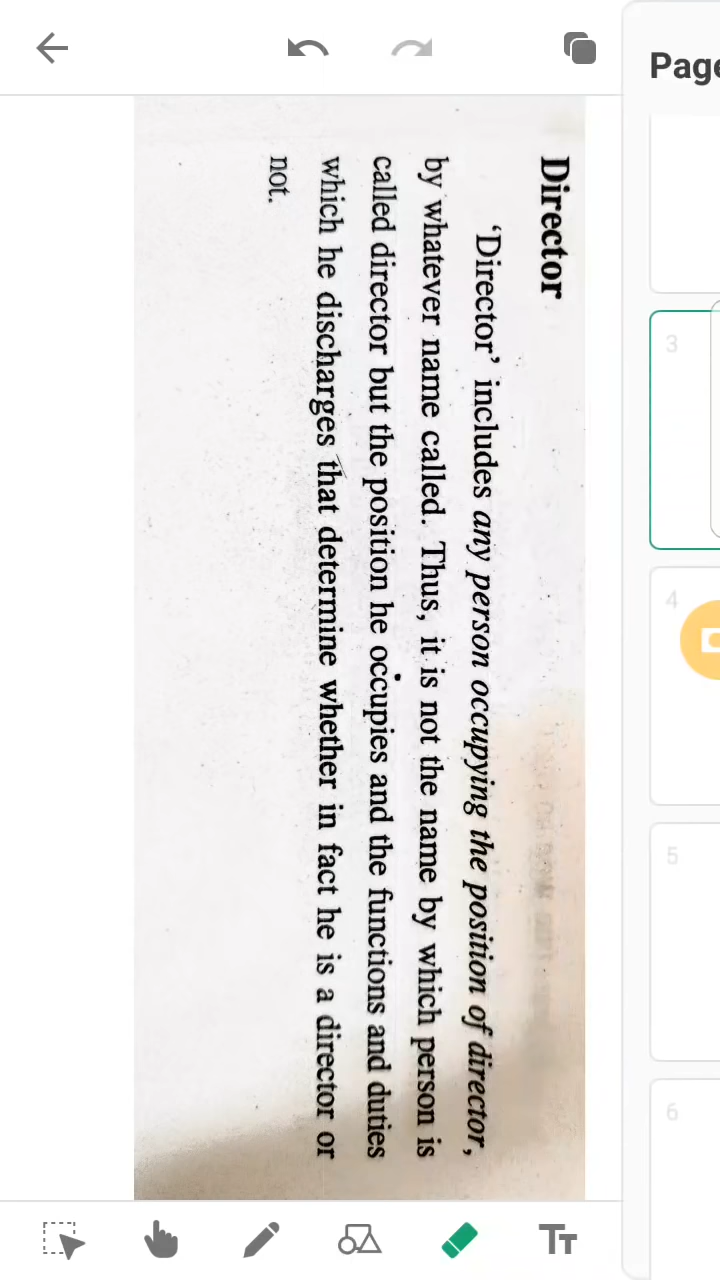 Page
Director
‘Director’ includes any person occupying the position of director,
by whatever name called. Thus, it is not the name by which person is
called director but the position he occupies and the functions and duties
which he discharges that determine whether in fact he is a director or
not.
3
4
5
6
TT